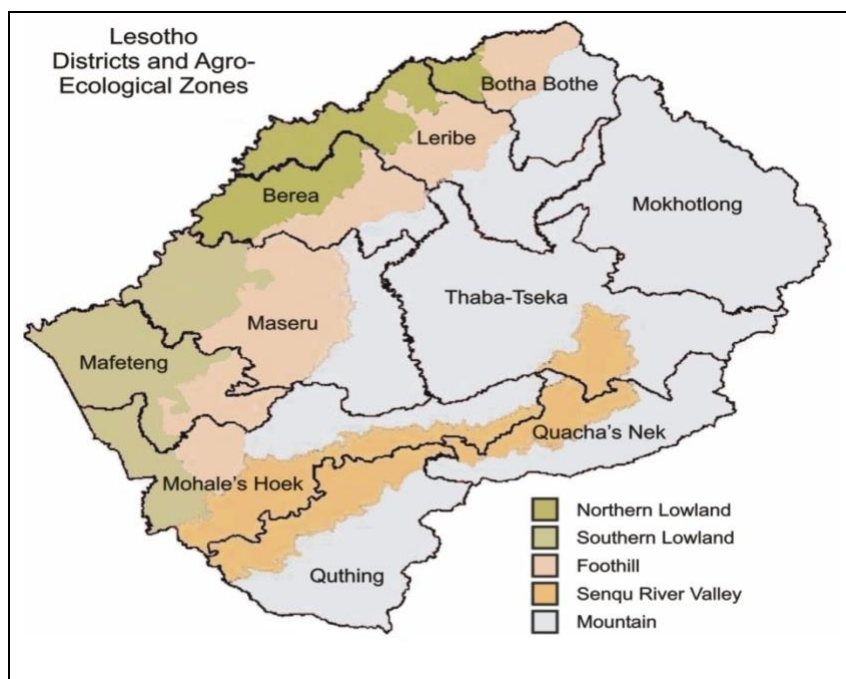 Lesotho
Districts and Agro-
Ecological Zones
Botha Bothe
Leribe
Berea
Mokhotlong
Thaba-Tseka
Maseru
Mafeteng
Quacha's Nek
Mohale's Hoek
Quthing
Northern Lowland
Southern Lowland
Foothill
Senqu River Valley
Mountain